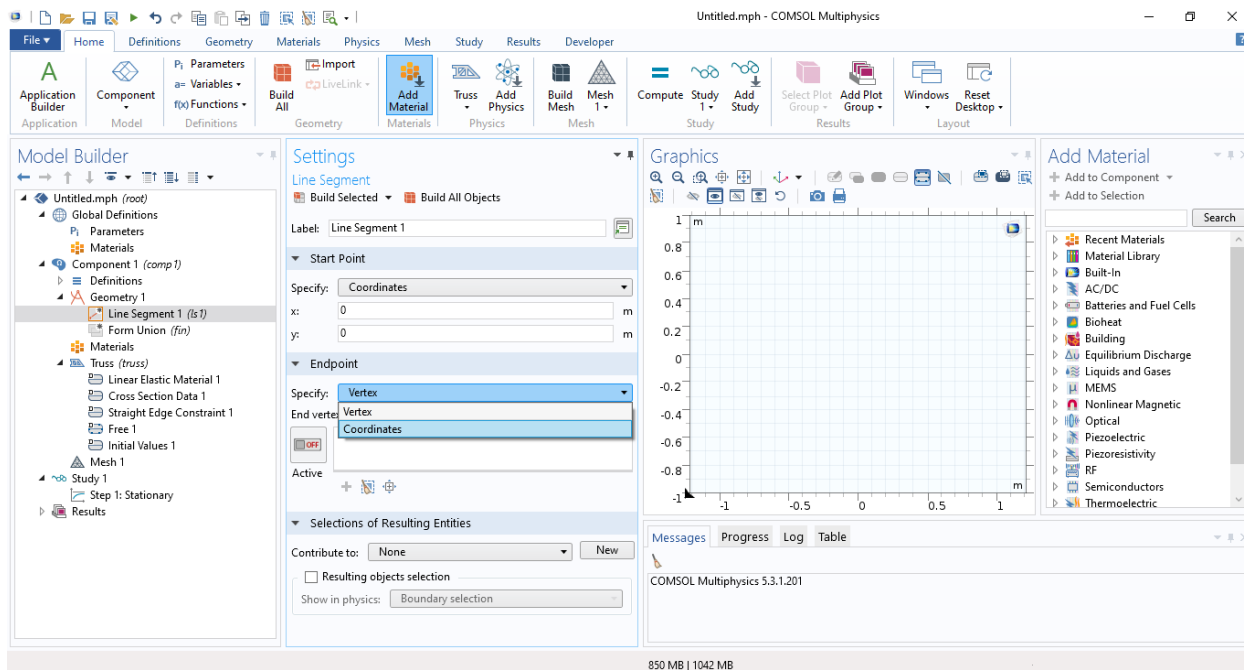 Untitled.mph - COMSOL Multiphysics
File Home Definitions Geometry Materials Physics Mesh Study Results Developer
Application Builder
Application
Component
Model
Pi Parameters
a= Variables
f(x) Functions
Definitions
Build All
Import
LiveLink
Geometry
Add Material
Materials
Truss
Add Physics
Physics
Build Mesh
Mesh 1
Mesh
Compute
Study 1
Add Study
Study
Select Plot Group
Add Plot Group
Results
Windows
Reset Desktop
Layout
Model Builder
Untitled.mph (root)
Global Definitions
Pi Parameters
Materials
Component 1 (comp1)
Definitions
Geometry 1
Line Segment 1 (ls1)
Form Union (fin)
Materials
Truss (truss)
Linear Elastic Material 1
Cross Section Data 1
Straight Edge Constraint 1
Free 1
Initial Values 1
Mesh 1
Study 1
Step 1: Stationary
Results
Settings
Line Segment
Build Selected
Build All Objects
Label: Line Segment 1
Start Point
Specify: Coordinates
x: 0 m
y: 0 m
Endpoint
Specify: Vertex
Vertex
Coordinates
End verte
OFF
Active
Selections of Resulting Entities
Contribute to: None New
Resulting objects selection
Show in physics: Boundary selection
Graphics
1 m
0.8
0.6
0.4
0.2
0
-0.2
-0.4
-0.6
-0.8
-1
m
-1 -0.5 0 0.5 1
Messages Progress Log Table
COMSOL Multiphysics 5.3.1.201
Add Material
Add to Component
Add to Selection
Search
Recent Materials
Material Library
Built-In
AC/DC
Batteries and Fuel Cells
Bioheat
Building
Equilibrium Discharge
Liquids and Gases
MEMS
Nonlinear Magnetic
Optical
Piezoelectric
Piezoresistivity
RF
Semiconductors
Thermoelectric
850 MB | 1042 MB